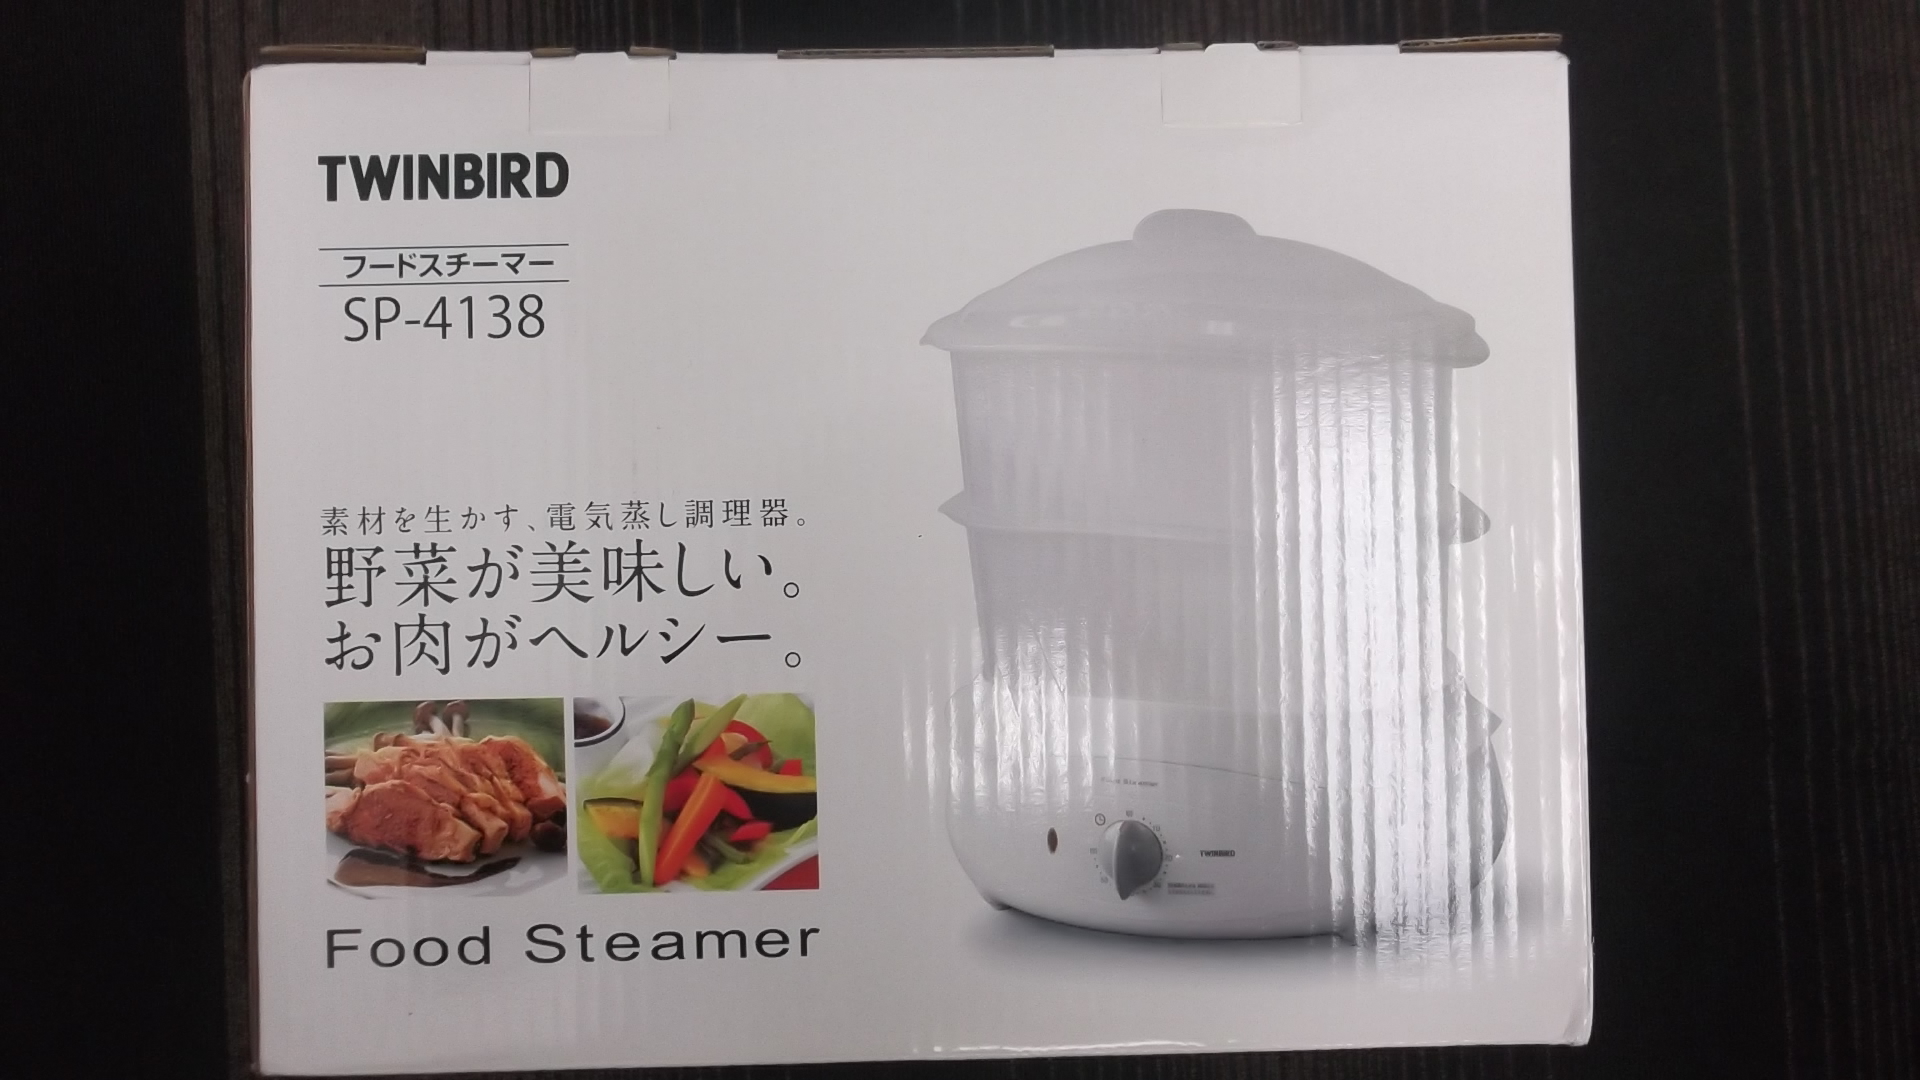 TWINBIRD
フードスチーマー
SP-4138
素材を生かす、電気蒸し調理器。
野菜が美味しい。
お肉がヘルシー。
Food Steamer
Food Steamer
TWINBIRD